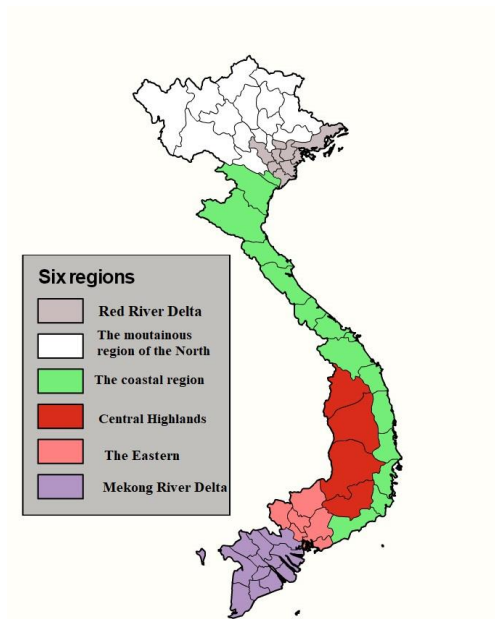 Six regions
Red River Delta
The moutainous
region of the North
The coastal region
Central Highlands
The Eastern
Mekong River Delta